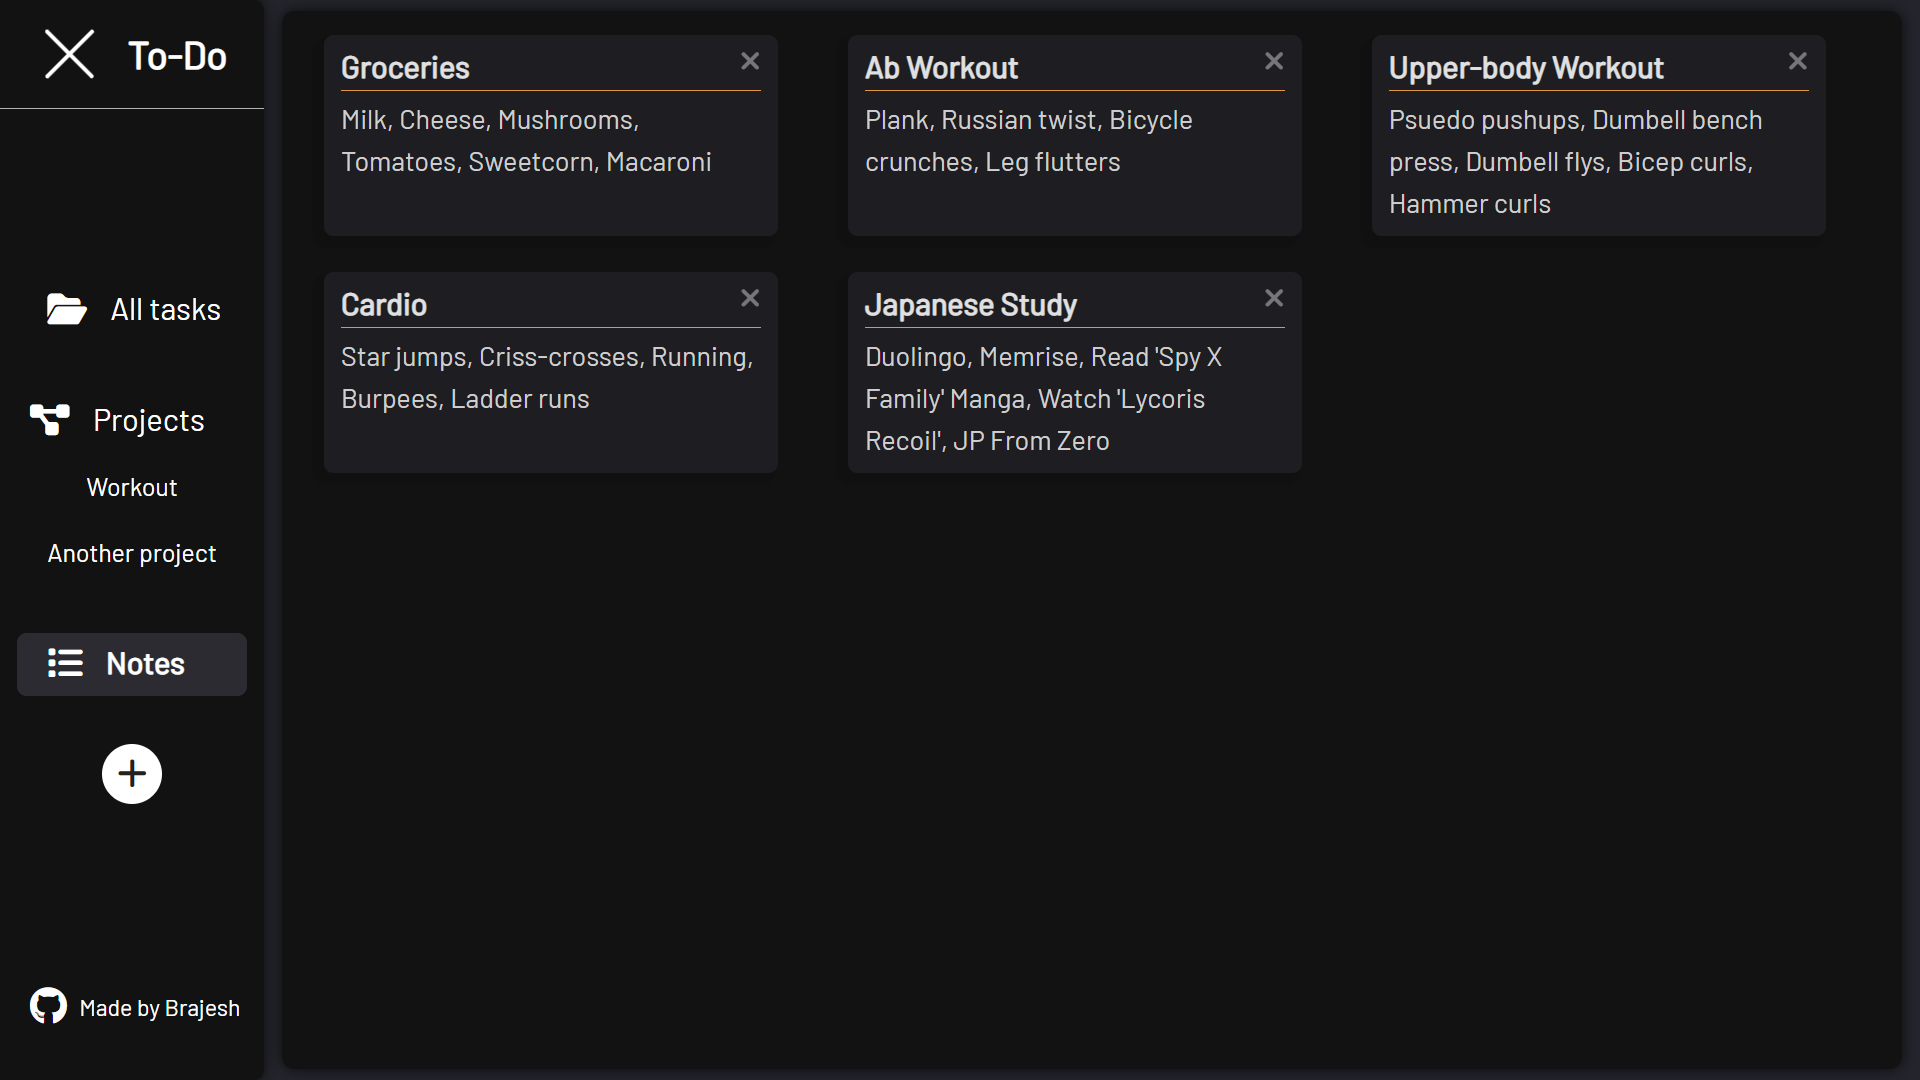 To-Do
All tasks
Projects
Workout
Another project
Notes
Made by Brajesh
Groceries
Milk, Cheese, Mushrooms,
Tomatoes, Sweetcorn, Macaroni
Ab Workout
Plank, Russian twist, Bicycle
crunches, Leg flutters
Upper-body Workout
Psuedo pushups, Dumbell bench
press, Dumbell flys, Bicep curls,
Hammer curls
Cardio
Star jumps, Criss-crosses, Running,
Burpees, Ladder runs
Japanese Study
Duolingo, Memrise, Read 'Spy X
Family' Manga, Watch 'Lycoris
Recoil', JP From Zero